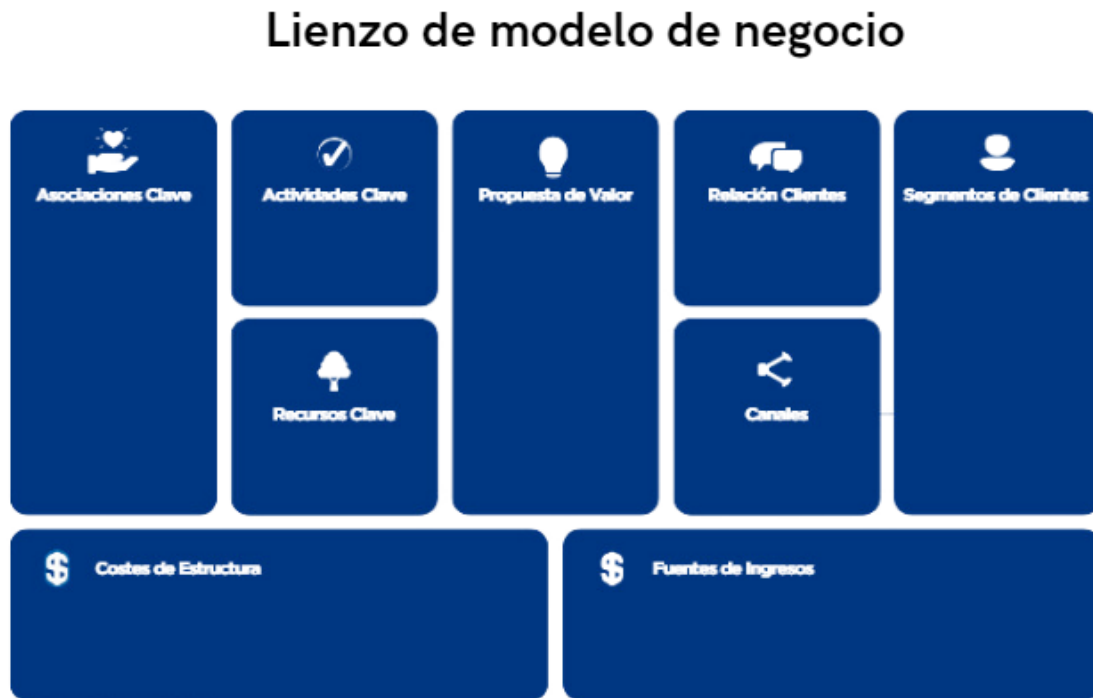 Lienzo de modelo de negocio
Asociaciones Clave
Actividades Clave
Propuesta de Valor
Relación Clientes
Segmentos de Clientes
Recursos Clave
Canales
$ Costes de Estructura
$ Fuentes de Ingresos